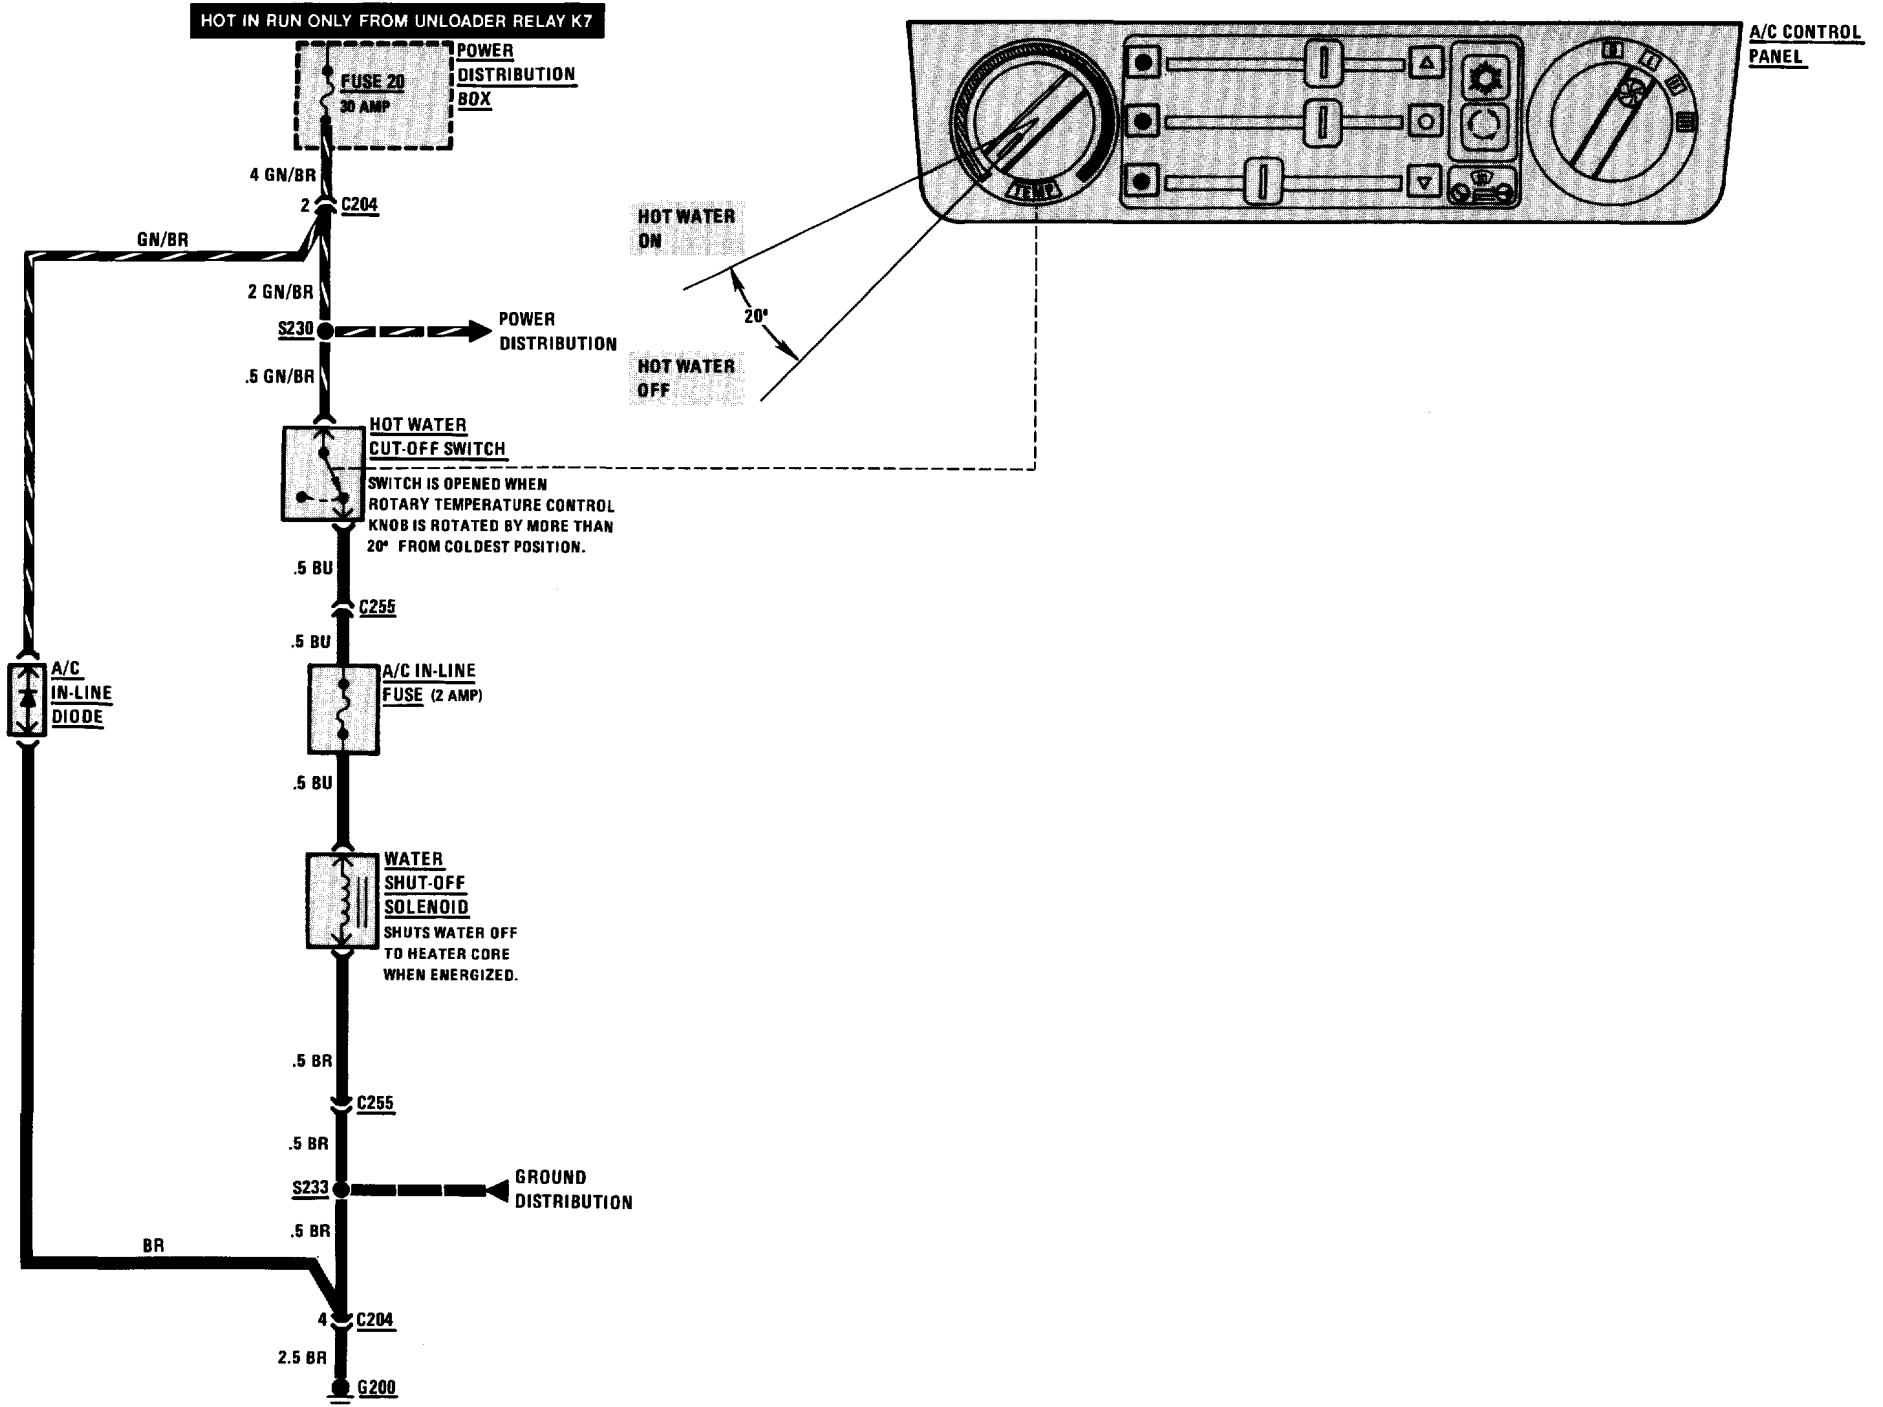 HOT IN RUN ONLY FROM UNLOADER RELAY K7
POWER
DISTRIBUTION
BOX
FUSE 20
30 AMP
4 GN/BR
2
C204
GN/BR
2 GN/BR
S230
POWER
DISTRIBUTION
.5 GN/BR
HOT WATER
CUT-OFF SWITCH
SWITCH IS OPENED WHEN
ROTARY TEMPERATURE CONTROL
KNOB IS ROTATED BY MORE THAN
20° FROM COLDEST POSITION.
.5 BU
C255
.5 BU
A/C IN-LINE
FUSE (2 AMP)
A/C
IN-LINE
DIODE
.5 BU
WATER
SHUT-OFF
SOLENOID
SHUTS WATER OFF
TO HEATER CORE
WHEN ENERGIZED.
.5 BR
C255
.5 BR
S233
GROUND
DISTRIBUTION
.5 BR
BR
4
C204
2.5 BR
G200
A/C CONTROL
PANEL
TEMP
HOT WATER
ON
20°
HOT WATER
OFF